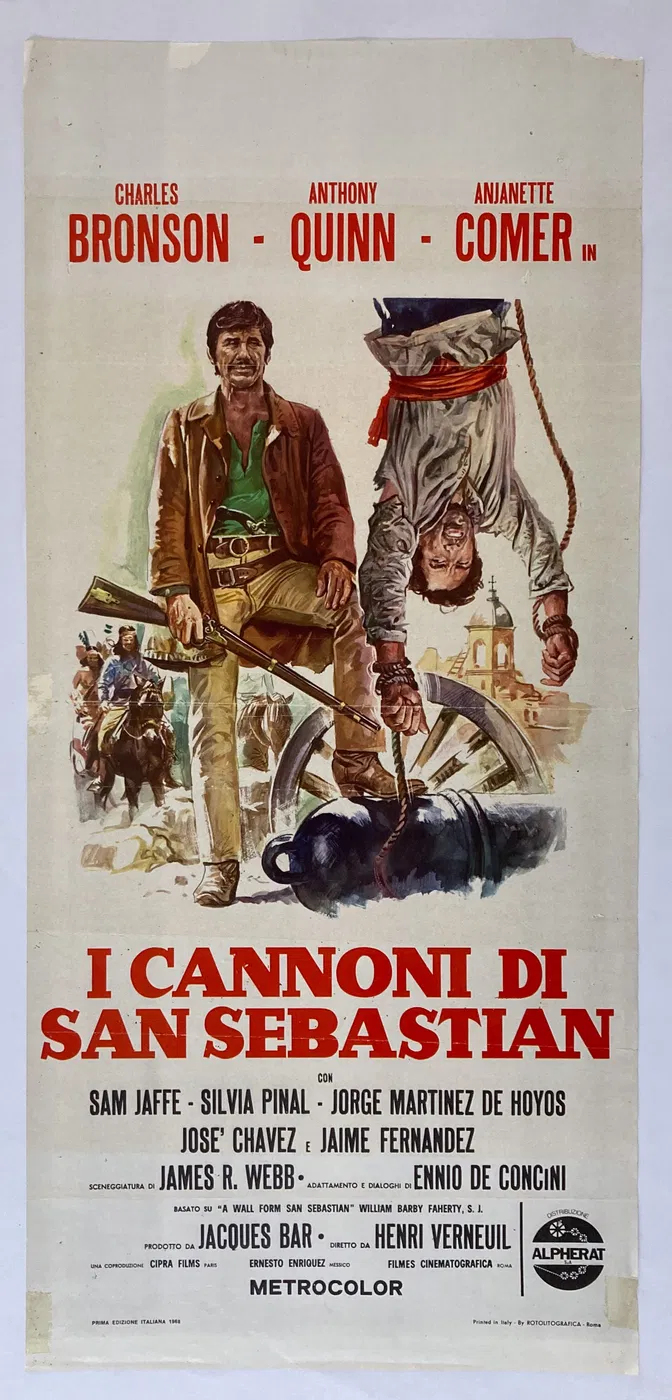 CHARLES ANTHONY ANJANETTE
BRONSON - QUINN - COMER IN
I CANNONI DI
SAN SEBASTIAN
CON
SAM JAFFE - SILVIA PINAL - JORGE MARTINEZ DE HOYOS
JOSE' CHAVEZ E JAIME FERNANDEZ
SCENEGGIATURA DI JAMES R. WEBB • ADATTAMENTO E DIALOGHI DI ENNIO DE CONCINI
BASATO SU "A WALL FORM SAN SEBASTIAN" WILLIAM BARBY FAHERTY, S. J.
PRODOTTO DA JACQUES BAR • DIRETTO DA HENRI VERNEUIL
UNA COPRODUZIONE CIPRA FILMS PARIS ERNESTO ENRIQUEZ MESSICO FILMES CINEMATOGRAFICA ROMA
METROCOLOR
DISTRIBUZIONE
ALPHERAT
S.p.A
PRIMA EDIZIONE ITALIANA 1968
Printed in Italy - By ROTOLITOGRAFICA - Roma